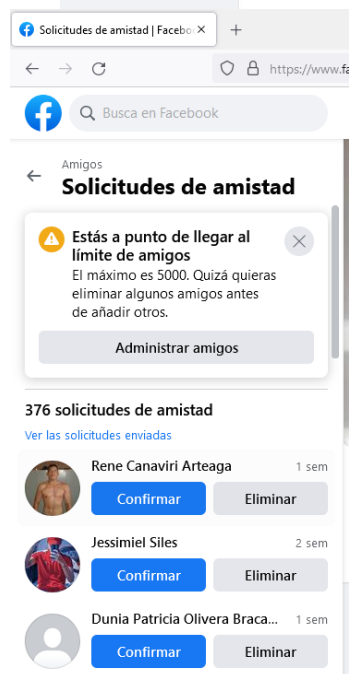 Solicitudes de amistad | Facebo
https://www.fa
Busca en Facebook
Amigos
Solicitudes de amistad
Estás a punto de llegar al
límite de amigos
El máximo es 5000. Quizá quieras
eliminar algunos amigos antes
de añadir otros.
Administrar amigos
376 solicitudes de amistad
Ver las solicitudes enviadas
Rene Canaviri Arteaga 1 sem
Confirmar Eliminar
Jessimiel Siles 2 sem
Confirmar Eliminar
Dunia Patricia Olivera Braca... 1 sem
Confirmar Eliminar